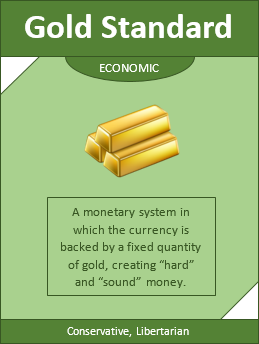 Gold Standard
ECONOMIC
A monetary system in
which the currency is
backed by a fixed quantity
of gold, creating “hard”
and “sound” money.
Conservative, Libertarian